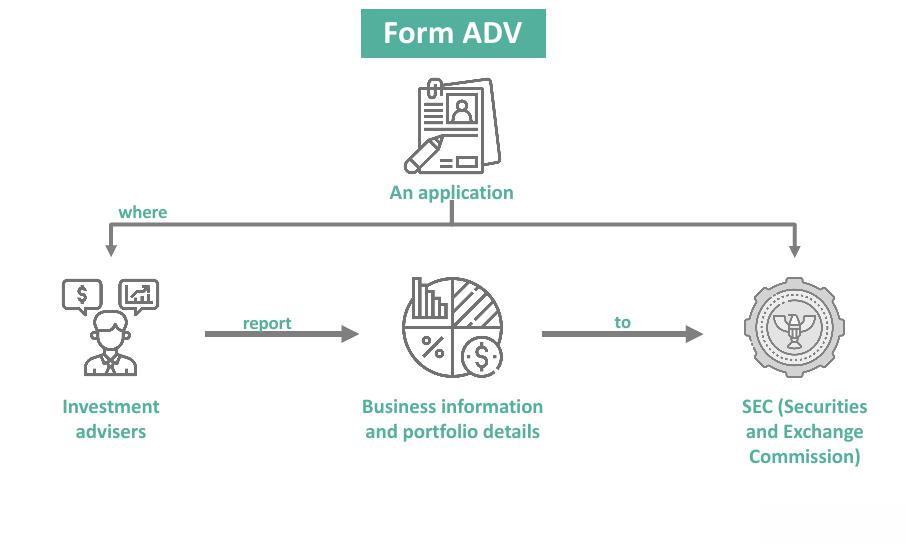 Form ADV
An application
where
report
to
Investment
advisers
Business information
and portfolio details
SEC (Securities
and Exchange
Commission)